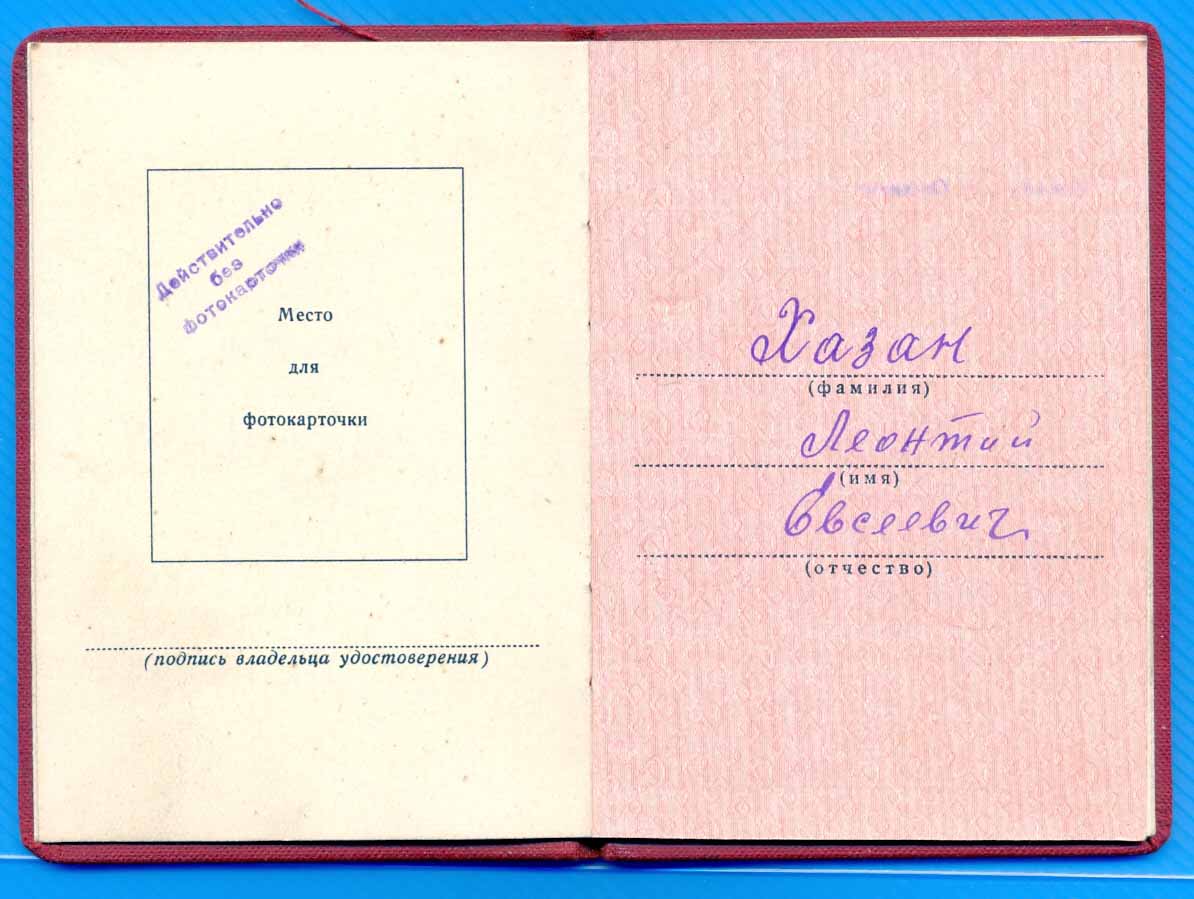 Действительно
без
фотокарточки
Место
для
фотокарточки
(подпись владельца удостоверения)
Хазан
(фамилия)
Леонтий
(имя)
Евсеевич
(отчество)